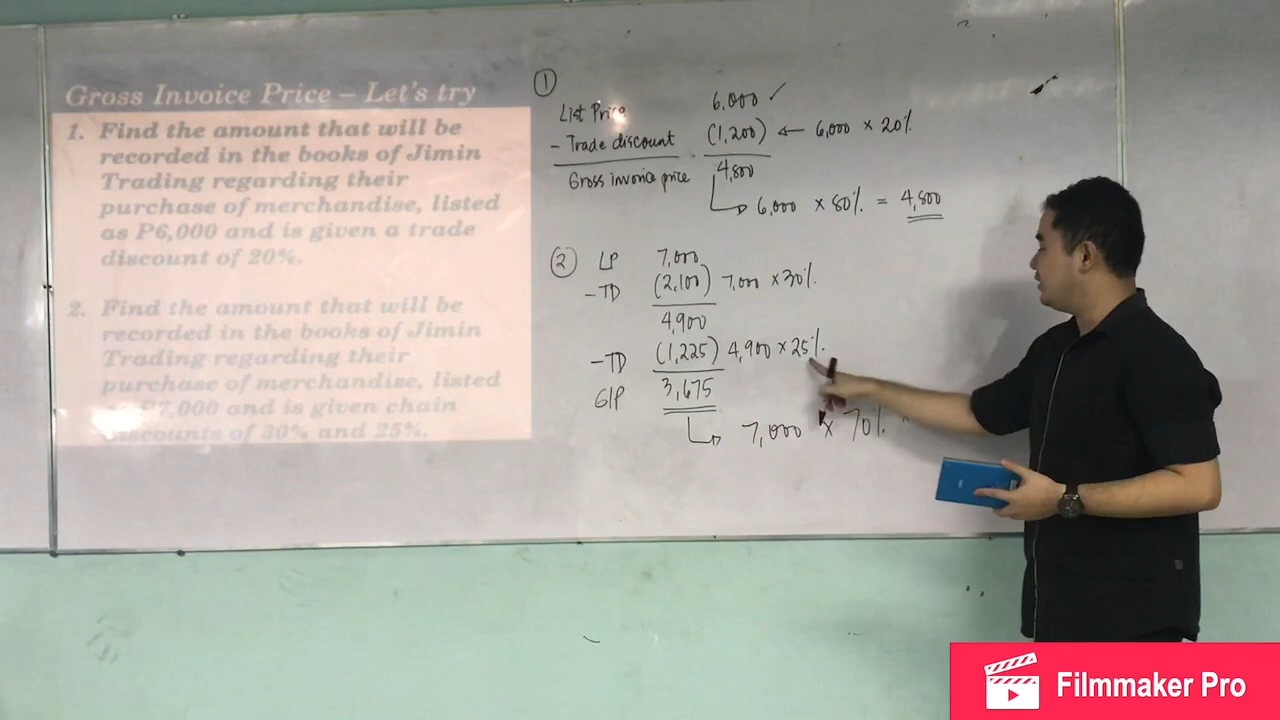 Gross Invoice Price – Let's try
1. Find the amount that will be
recorded in the books of Jimin
Trading regarding their
purchase of merchandise, listed
as P6,000 and is given a trade
discount of 20%.
2. Find the amount that will be
recorded in the books of Jimin
Trading regarding their
purchase of merchandise, listed
as P7,000 and is given chain
discounts of 30% and 25%.
①
List Price 6,000 ✓
- Trade discount (1,200) ← 6,000 × 20%
Gross invoice price 4,800
6,000 × 80% = 4,800
②
LP 7,000
- TD (2,100) 7,000 × 30%
4,900
- TD (1,225) 4,900 × 25%
GIP 3,675
7,000 × 70%
Filmmaker Pro